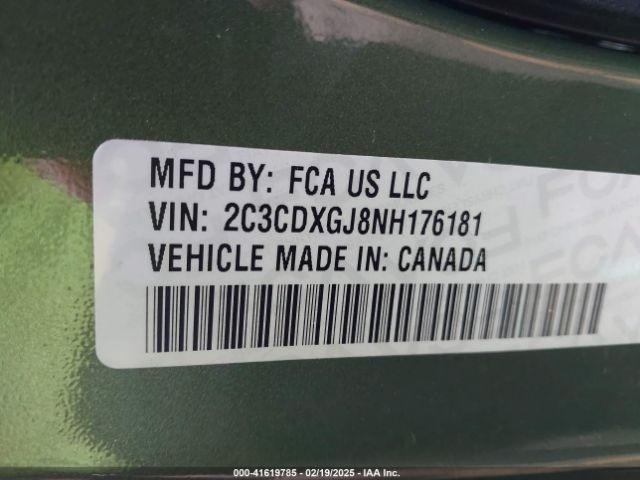 MFD BY: FCA US LLC
VIN: 2C3CDXGJ8NH176181
VEHICLE MADE IN: CANADA
000-41619785 - 02/19/2025 - IAA Inc.